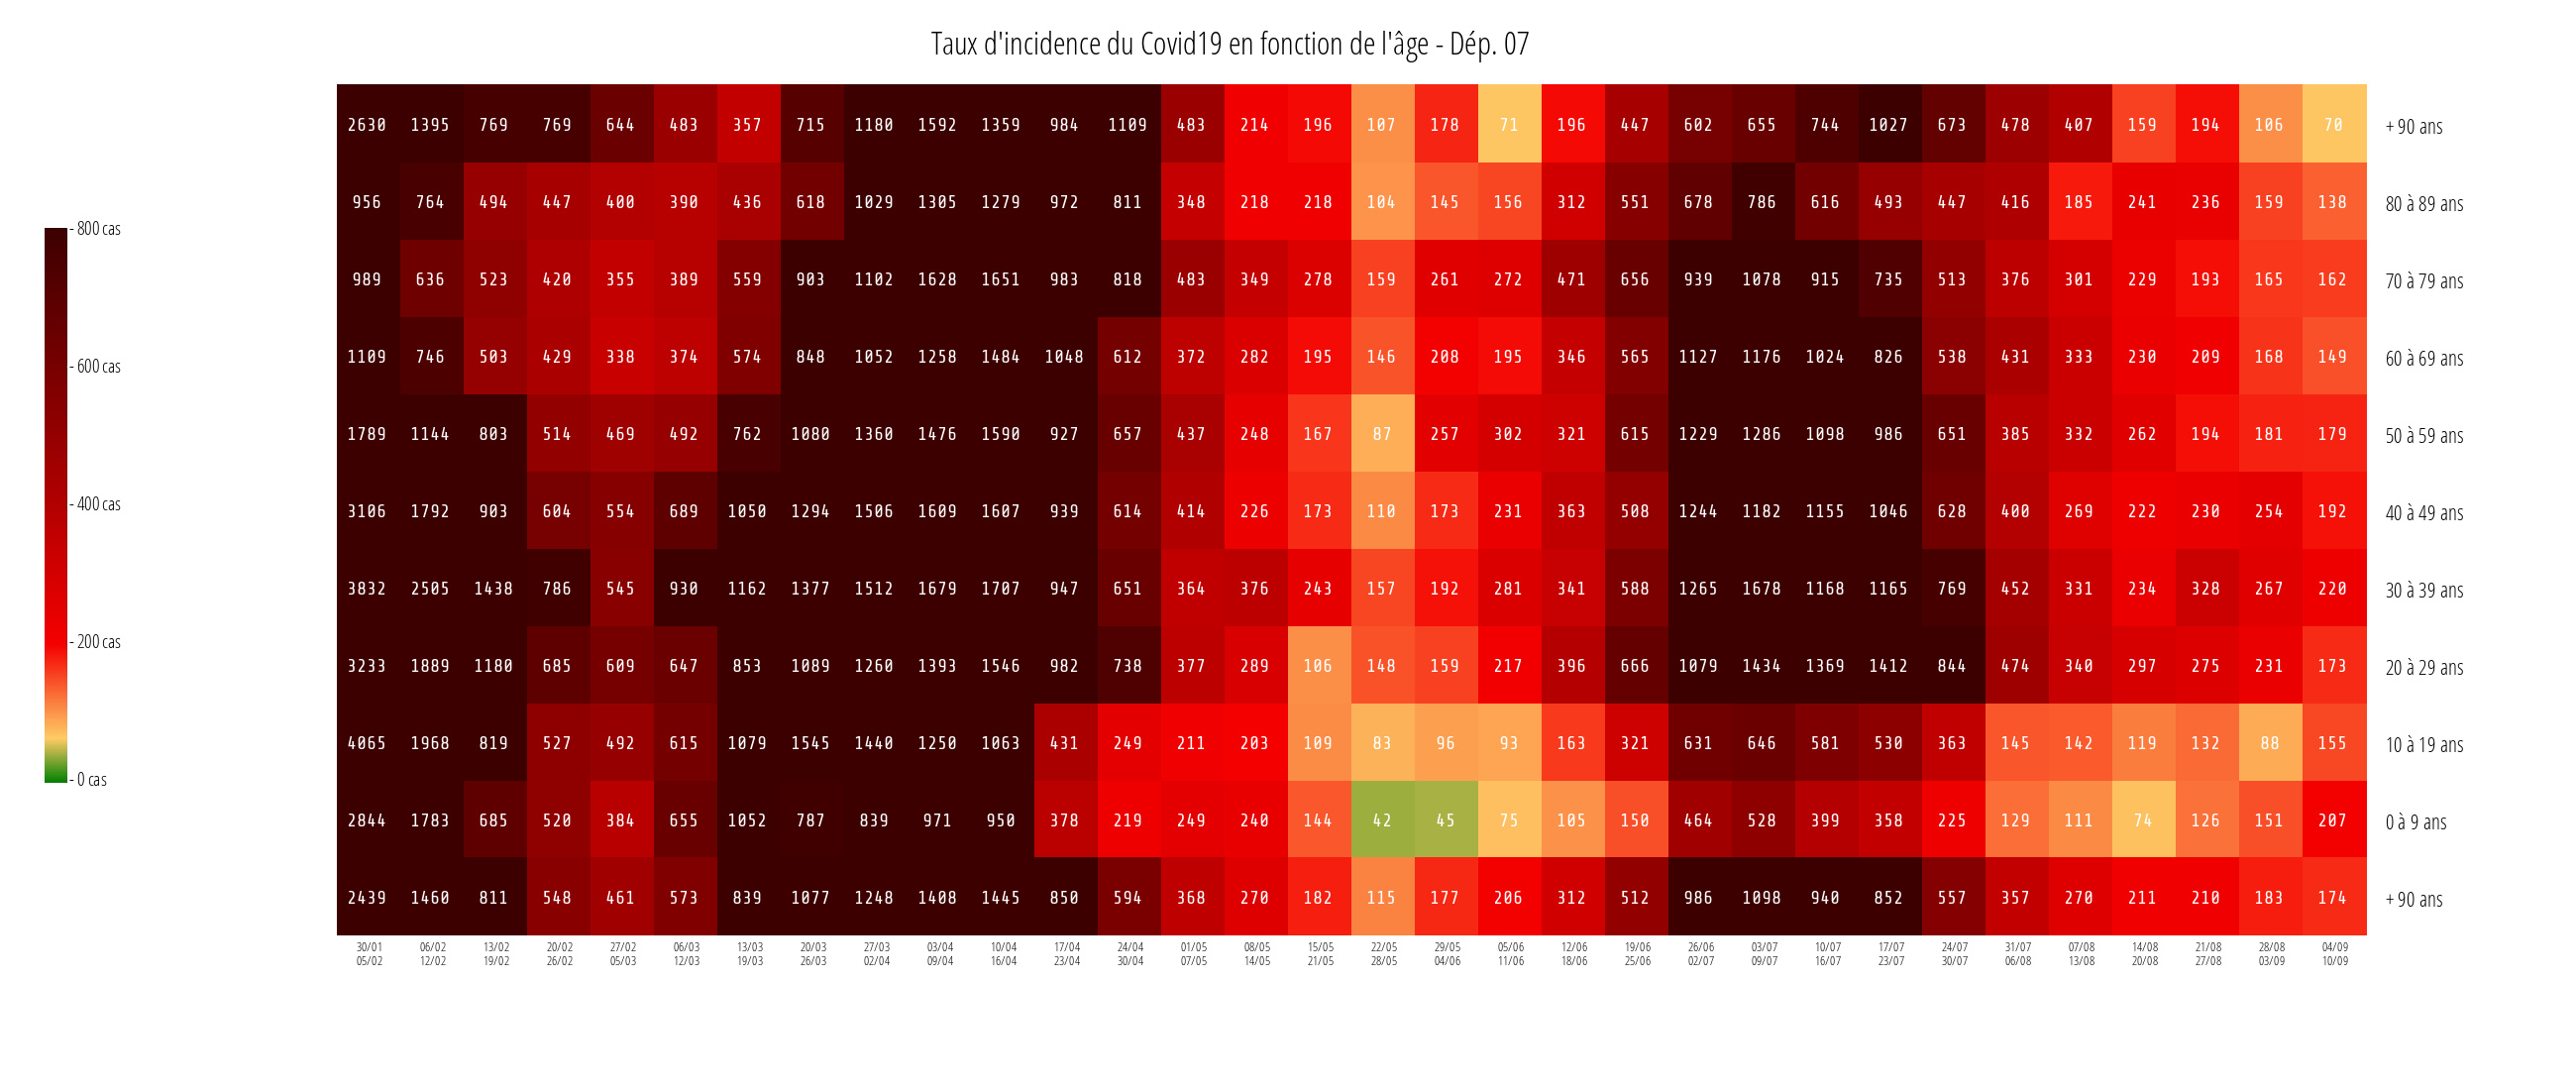 Taux d'incidence du Covid19 en fonction de l'âge - Dép. 07
- 800 cas
- 600 cas
- 400 cas
- 200 cas
- 0 cas
2630 1395 769 769 644 483 357 715 1180 1592 1359 984 1109 483 214 196 107 178 71 196 447 602 655 744 1027 673 478 407 159 194 106 70 + 90 ans
956 764 494 447 400 390 436 618 1029 1305 1279 972 811 348 218 218 104 145 156 312 551 678 786 616 493 447 416 185 241 236 159 138 80 à 89 ans
989 636 523 420 355 389 559 903 1102 1628 1651 983 818 483 349 278 159 261 272 471 656 939 1078 915 735 513 376 301 229 193 165 162 70 à 79 ans
1109 746 503 429 338 374 574 848 1052 1258 1484 1048 612 372 282 195 146 208 195 346 565 1127 1176 1024 826 538 431 333 230 209 168 149 60 à 69 ans
1789 1144 803 514 469 492 762 1080 1360 1476 1590 927 657 437 248 167 87 257 302 321 615 1229 1286 1098 986 651 385 332 262 194 181 179 50 à 59 ans
3106 1792 903 604 554 689 1050 1294 1506 1609 1607 939 614 414 226 173 110 173 231 363 508 1244 1182 1155 1046 628 400 269 222 230 254 192 40 à 49 ans
3832 2505 1438 786 545 930 1162 1377 1512 1679 1707 947 651 364 376 243 157 192 281 341 588 1265 1678 1168 1165 769 452 331 234 328 267 220 30 à 39 ans
3233 1889 1180 685 609 647 853 1089 1260 1393 1546 982 738 377 289 106 148 159 217 396 666 1079 1434 1369 1412 844 474 340 297 275 231 173 20 à 29 ans
4065 1968 819 527 492 615 1079 1545 1440 1250 1063 431 249 211 203 109 83 96 93 163 321 631 646 581 530 363 145 142 119 132 88 155 10 à 19 ans
2844 1783 685 520 384 655 1052 787 839 971 950 378 219 249 240 144 42 45 75 105 150 464 528 399 358 225 129 111 74 126 151 207 0 à 9 ans
2439 1460 811 548 461 573 839 1077 1248 1408 1445 850 594 368 270 182 115 177 206 312 512 986 1098 940 852 557 357 270 211 210 183 174 + 90 ans
30/01 06/02 13/02 20/02 27/02 06/03 13/03 20/03 27/03 03/04 10/04 17/04 24/04 01/05 08/05 15/05 22/05 29/05 05/06 12/06 19/06 26/06 03/07 10/07 17/07 24/07 31/07 07/08 14/08 21/08 28/08 04/09
05/02 12/02 19/02 26/02 05/03 12/03 19/03 26/03 02/04 09/04 16/04 23/04 30/04 07/05 14/05 21/05 28/05 04/06 11/06 18/06 25/06 02/07 09/07 16/07 23/07 30/07 06/08 13/08 20/08 27/08 03/09 10/09